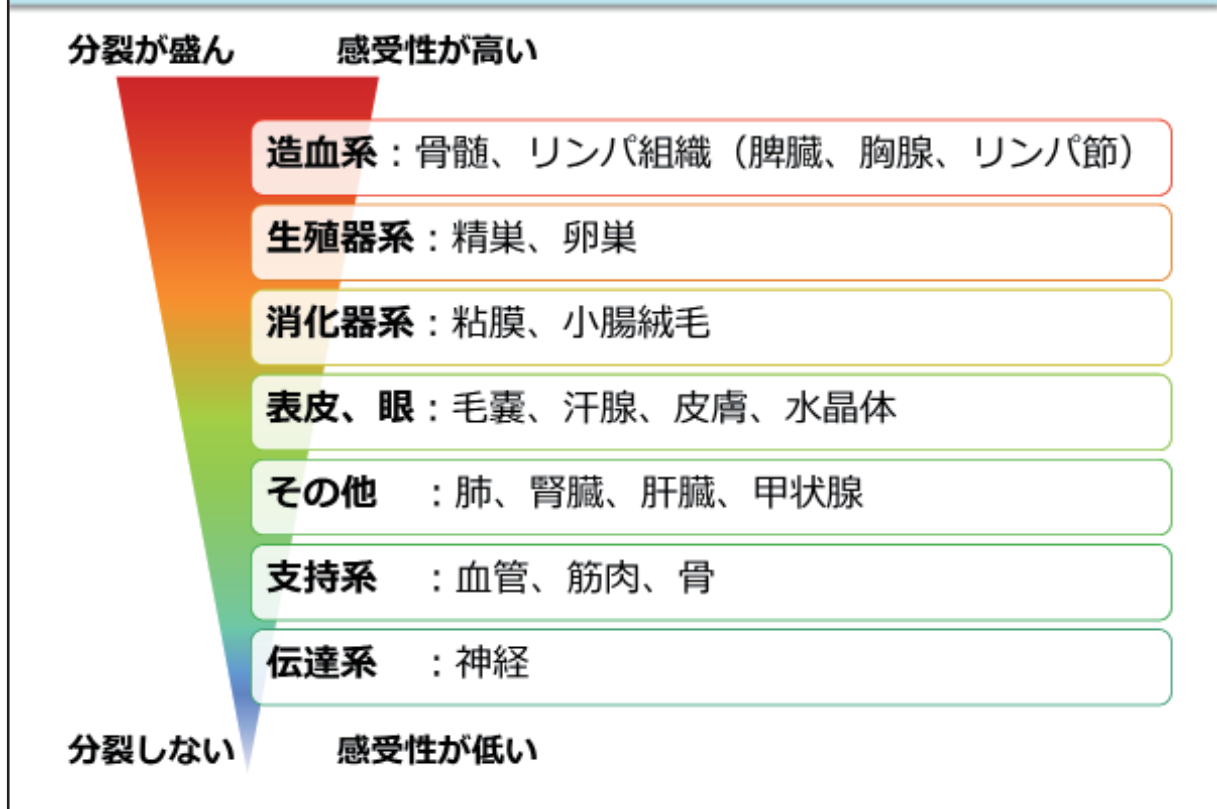 分裂が盛ん　感受性が高い
造血系：骨髄、リンパ組織（脾臓、胸腺、リンパ節）
生殖器系：精巣、卵巣
消化器系：粘膜、小腸絨毛
表皮、眼：毛嚢、汗腺、皮膚、水晶体
その他　：肺、腎臓、肝臓、甲状腺
支持系　：血管、筋肉、骨
伝達系　：神経
分裂しない　感受性が低い